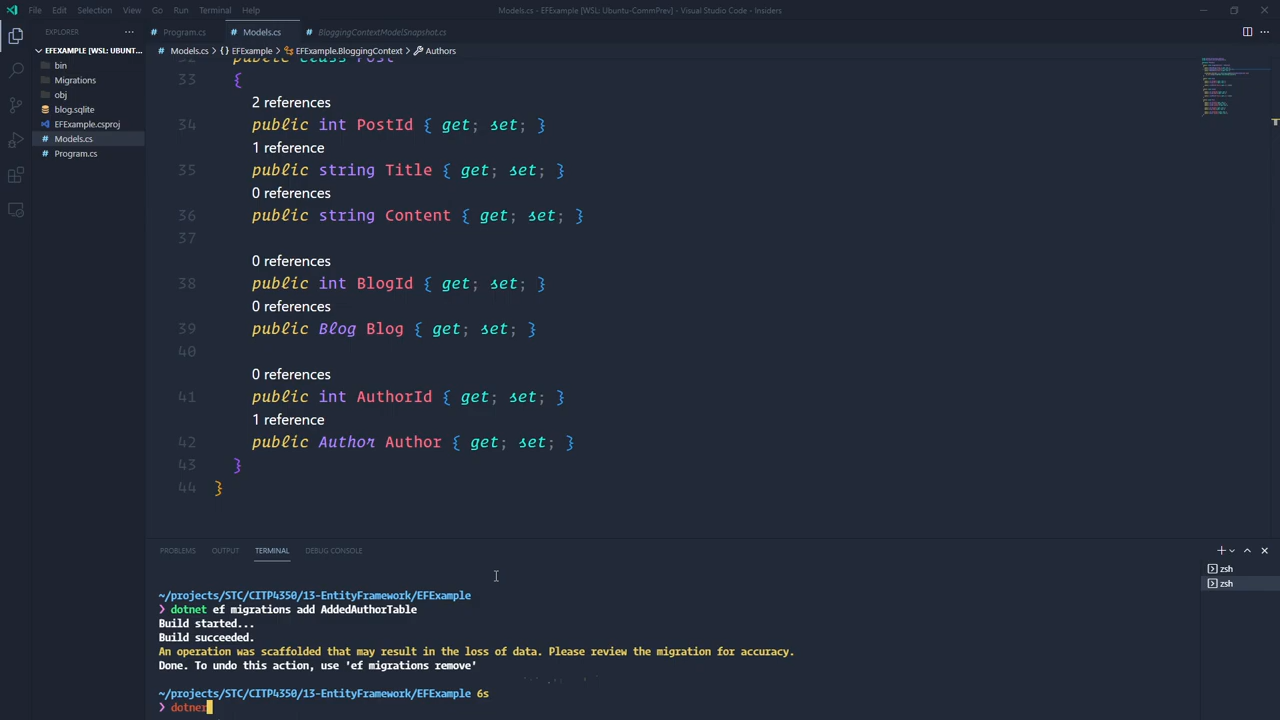 File Edit Selection View Go Run Terminal Help
Models.cs - EFExample [WSL: Ubuntu-CommPrev] - Visual Studio Code - Insiders
EXPLORER
Program.cs
Models.cs
BloggingContextModelSnapshot.cs
EFEXAMPLE [WSL: UBUNT...
Models.cs > {} EFExample > EFExample.BloggingContext > Authors
bin
Migrations
obj
blog.sqlite
EFExample.csproj
Models.cs
Program.cs
32 public class Post
33 {
2 references
34 public int PostId { get; set; }
1 reference
35 public string Title { get; set; }
0 references
36 public string Content { get; set; }
37
0 references
38 public int BlogId { get; set; }
0 references
39 public Blog Blog { get; set; }
40
0 references
41 public int AuthorId { get; set; }
1 reference
42 public Author Author { get; set; }
43 }
44 }
PROBLEMS OUTPUT TERMINAL DEBUG CONSOLE
zsh
zsh
~/projects/STC/CITP4350/13-EntityFramework/EFExample
❯ dotnet ef migrations add AddedAuthorTable
Build started...
Build succeeded.
An operation was scaffolded that may result in the loss of data. Please review the migration for accuracy.
Done. To undo this action, use 'ef migrations remove'
~/projects/STC/CITP4350/13-EntityFramework/EFExample 6s
❯ dotner